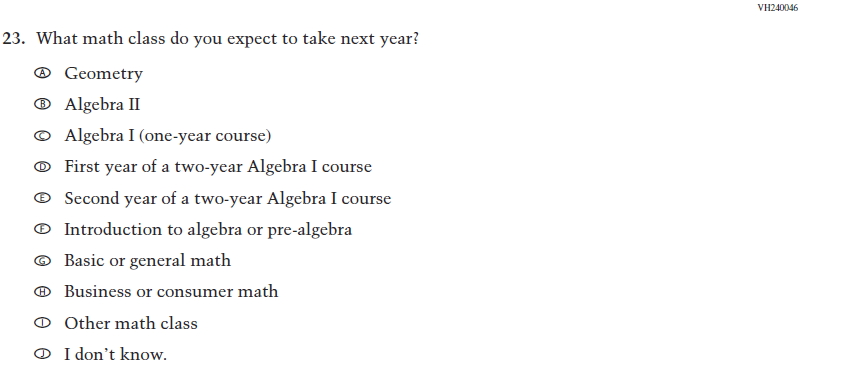 VH240046
23. What math class do you expect to take next year?
A Geometry
B Algebra II
C Algebra I (one-year course)
D First year of a two-year Algebra I course
E Second year of a two-year Algebra I course
F Introduction to algebra or pre-algebra
G Basic or general math
H Business or consumer math
I Other math class
J I don’t know.